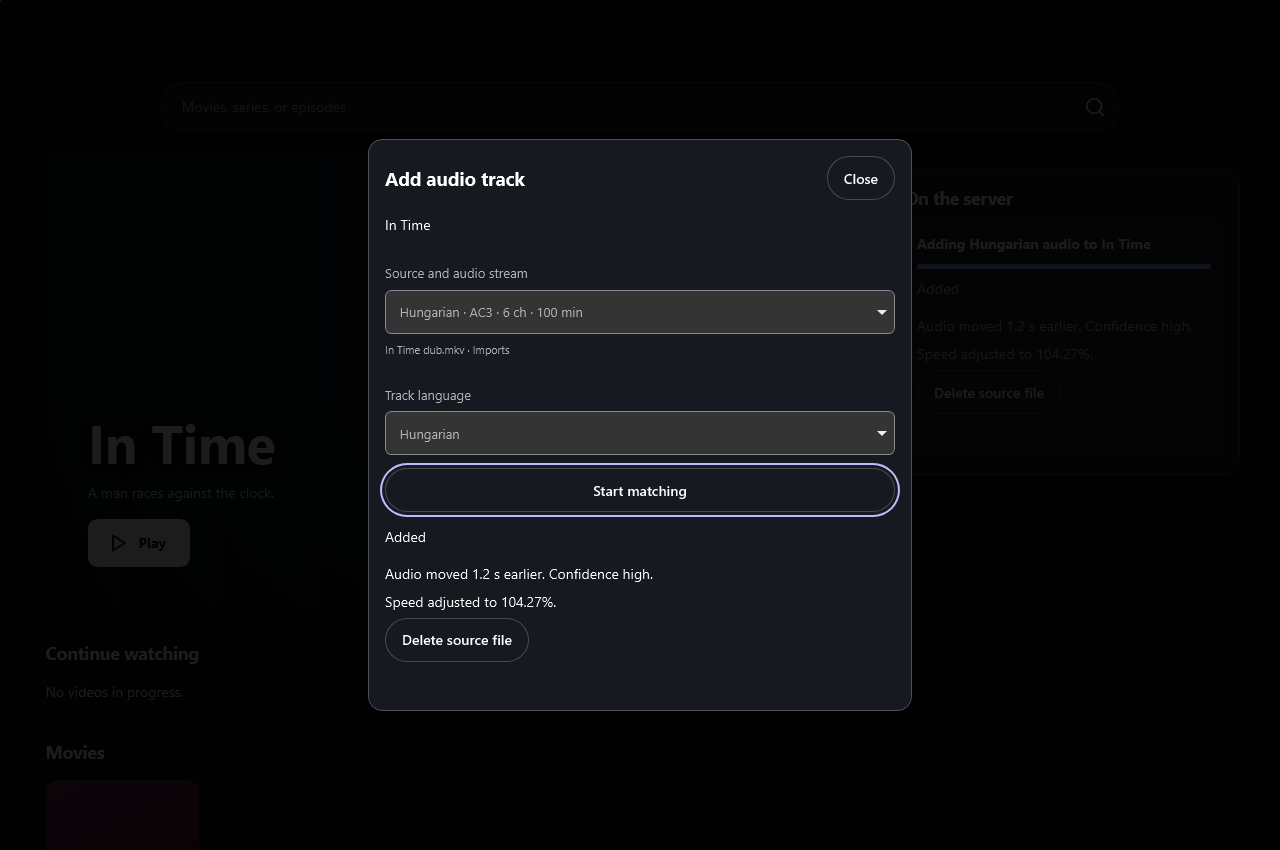 Movies, series, or episodes
Add audio track
Close
In Time
Source and audio stream
Hungarian · AC3 · 6 ch · 100 min
In Time dub.mkv · Imports
Track language
Hungarian
Start matching
Added
Audio moved 1.2 s earlier. Confidence high.
Speed adjusted to 104.27%.
Delete source file
On the server
Adding Hungarian audio to In Time
Added
Audio moved 1.2 s earlier. Confidence high.
Speed adjusted to 104.27%.
Delete source file
In Time
A man races against the clock.
Play
Continue watching
No videos in progress.
Movies